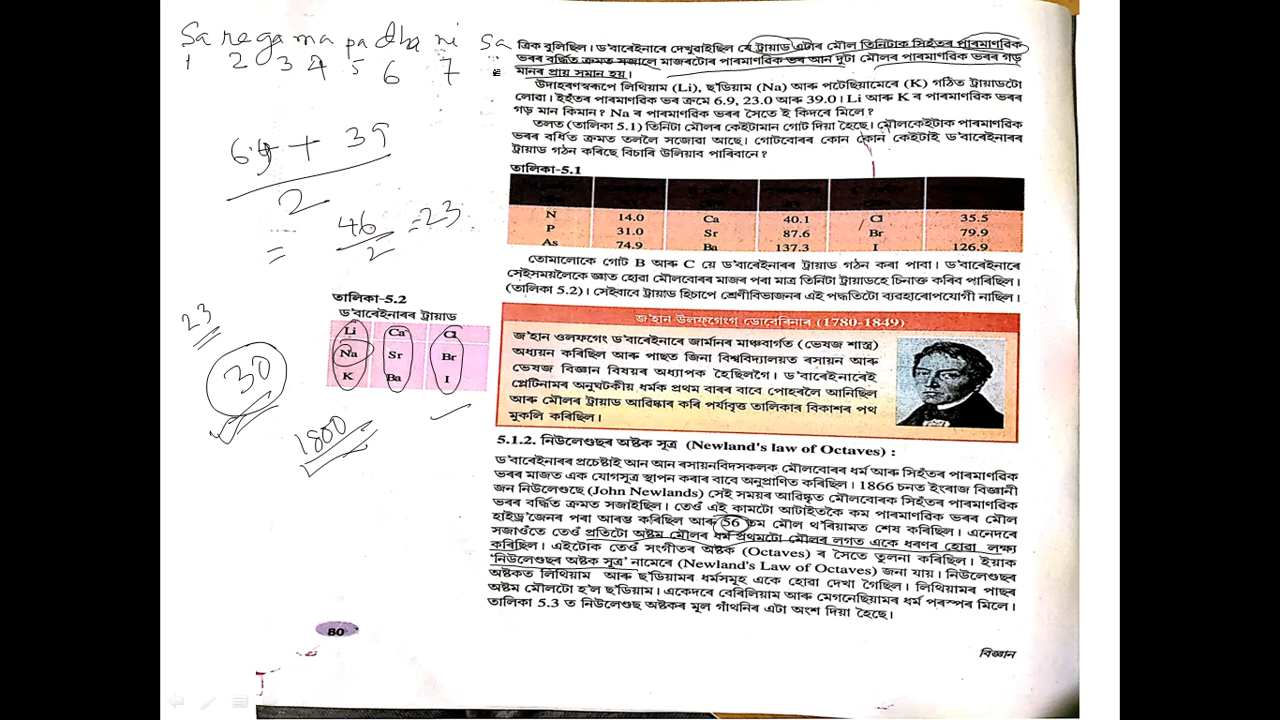 Sa re ga ma pa dha ni Sa
1 2 3 4 5 6 7
6.9 + 39
2
= 46 = 23
2
23
30
1800
ত্ৰিক বুলিছিল। ড'বাৰেইনাৰে দেখুৱাইছিল যে ট্ৰায়াড এটাৰ মৌল তিনিটাক সিহঁতৰ পাৰমাণৱিক
ভৰৰ বৰ্দ্ধিত ক্ৰমত সজালে মাজৰটোৰ পাৰমাণৱিক ভৰ আন দুটা মৌলৰ পাৰমাণৱিক ভৰৰ গড়
মানৰ প্ৰায় সমান হয়।
উদাহৰণস্বৰূপে লিথিয়াম (Li), ছ'ডিয়াম (Na) আৰু পটেছিয়ামেৰে (K) গঠিত ট্ৰায়াডটো
লোৱা। ইহঁতৰ পাৰমাণৱিক ভৰ ক্ৰমে 6.9, 23.0 আৰু 39.0। Li আৰু K ৰ পাৰমাণৱিক ভৰৰ
গড় মান কিমান? Na ৰ পাৰমাণৱিক ভৰৰ সৈতে ই কিদৰে মিলে?
তলত (তালিকা 5.1) তিনিটা মৌলৰ কেইটামান গোট দিয়া হৈছে। মৌলকেইটাক পাৰমাণৱিক
ভৰৰ বৰ্ধিত ক্ৰমত তললৈ সজোৱা আছে। গোটবোৰৰ কোন কোন কেইটাই ড'বাৰেইনাৰৰ
ট্ৰায়াড গঠন কৰিছে বিচাৰি উলিয়াব পাৰিবানে?
তালিকা-5.1
N 14.0 Ca 40.1 Cl 35.5
P 31.0 Sr 87.6 Br 79.9
As 74.9 Ba 137.3 I 126.9
তোমালোকে গোট B আৰু C য়ে ড'বাৰেইনাৰৰ ট্ৰায়াড গঠন কৰা পাবা। ড'বাৰেইনাৰে
সেইসময়লৈকে জ্ঞাত হোৱা মৌলবোৰৰ মাজৰ পৰা মাত্ৰ তিনিটা ট্ৰায়াডহে চিনাক্ত কৰিব পাৰিছিল।
(তালিকা 5.2)। সেইবাবে ট্ৰায়াড হিচাপে শ্ৰেণীবিভাজনৰ এই পদ্ধতিটো ব্যৱহাৰোপযোগী নাছিল।
তালিকা-5.2
ড'বাৰেইনাৰৰ ট্ৰায়াড
Li Ca Cl
Na Sr Br
K Ba I
জ'হান উলফগেংগ ডোবেৰিনাৰ (1780-1849)
জ'হান ওলফগেং ড'বাৰেইনাৰে জাৰ্মানৰ মাঞ্চবাৰ্গত (ভেষজ শাস্ত্ৰ)
অধ্যয়ন কৰিছিল আৰু পাছত জিনা বিশ্ববিদ্যালয়ত ৰসায়ন আৰু
ভেষজ বিজ্ঞান বিষয়ৰ অধ্যাপক হৈছিলগৈ। ড'বাৰেইনাৰেই
প্লেটিনামৰ অনুঘটকীয় ধৰ্মক প্ৰথম বাৰৰ বাবে পোহৰলৈ আনিছিল
আৰু মৌলৰ ট্ৰায়াড আৱিষ্কাৰ কৰি পৰ্যাবৃত্ত তালিকাৰ বিকাশৰ পথ
মুকলি কৰিছিল।
5.1.2. নিউলেণ্ডছৰ অষ্টক সূত্ৰ (Newland's law of Octaves) :
ড'বাৰেইনাৰৰ প্ৰচেষ্টাই আন আন ৰসায়নবিদসকলক মৌলবোৰৰ ধৰ্ম আৰু সিহঁতৰ পাৰমাণৱিক
ভৰৰ মাজত এক যোগসূত্ৰ স্থাপন কৰাৰ বাবে অনুপ্ৰাণিত কৰিছিল। 1866 চনত ইংৰাজ বিজ্ঞানী
জন নিউলেণ্ডছে (John Newlands) সেই সময়ৰ আৱিষ্কৃত মৌলবোৰক সিহঁতৰ পাৰমাণৱিক
ভৰৰ বৰ্দ্ধিত ক্ৰমত সজাইছিল। তেওঁ এই কামটো আটাইতকৈ কম পাৰমাণৱিক ভৰৰ মৌল
হাইড্ৰ'জেনৰ পৰা আৰম্ভ কৰিছিল আৰু 56 তম মৌল থ'ৰিয়ামত শেষ কৰিছিল। এনেদৰে
সজাওঁতে তেওঁ প্ৰতিটো অষ্টম মৌলৰ ধৰ্ম প্ৰথমটো মৌলৰ লগত একে ধৰণৰ হোৱা লক্ষ্য
কৰিছিল। এইটোক তেওঁ সংগীতৰ অষ্টক (Octaves) ৰ সৈতে তুলনা কৰিছিল। ইয়াক
'নিউলেণ্ডছৰ অষ্টক সূত্ৰ' নামেৰে (Newland's Law of Octaves) জনা যায়। নিউলেণ্ডছৰ
অষ্টকত লিথিয়াম আৰু ছ'ডিয়ামৰ ধৰ্মসমূহ একে হোৱা দেখা গৈছিল। লিথিয়ামৰ পাছৰ
অষ্টম মৌলটো হ'ল ছ'ডিয়াম। একেদৰে বেৰিলিয়াম আৰু মেগনেছিয়ামৰ ধৰ্ম পৰস্পৰ মিলে।
তালিকা 5.3 ত নিউলেণ্ডছ অষ্টকৰ মূল গাঁথনিৰ এটা অংশ দিয়া হৈছে।
80
বিজ্ঞান